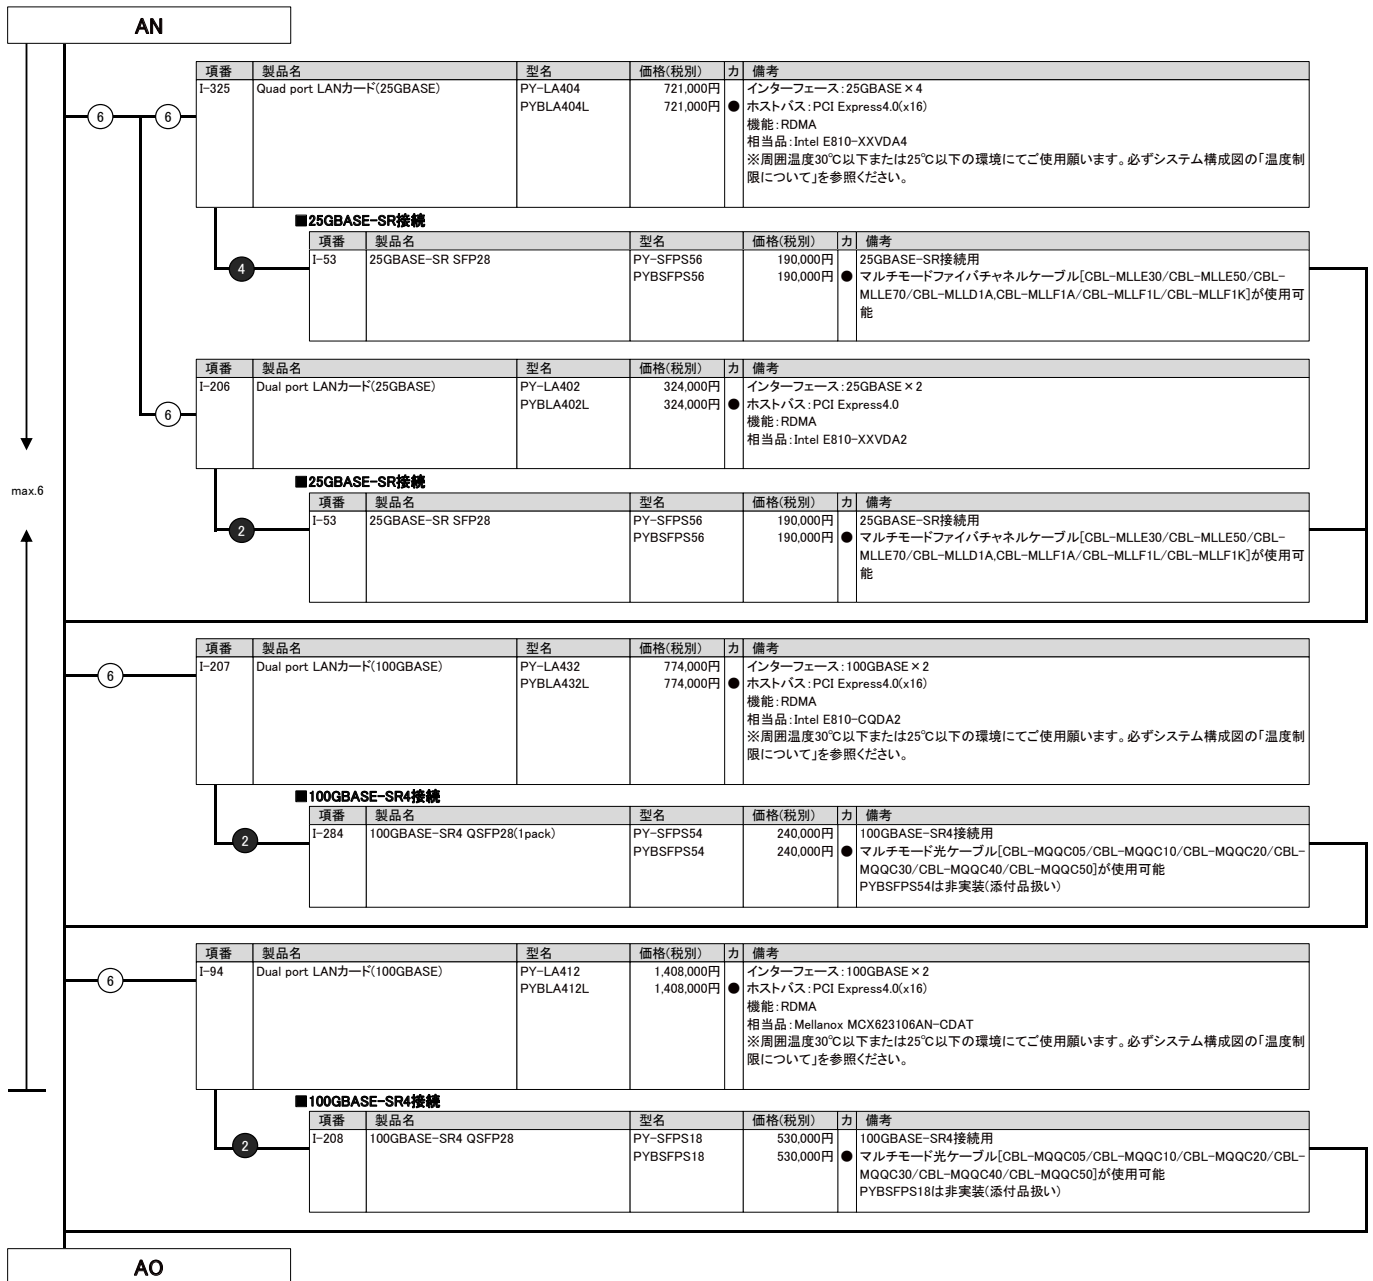 AN
項番 製品名 型名 価格(税別) カ 備考
I-325 Quad port LANカード(25GBASE) PY-LA404 721,000円 インターフェース:25GBASE×4
PYBLA404L 721,000円 ● ホストバス:PCI Express4.0(x16)
機能:RDMA
相当品:Intel E810-XXVDA4
※周囲温度30℃以下または25℃以下の環境にてご使用願います。必ずシステム構成図の「温度制
限について」を参照ください。
6 6
■25GBASE-SR接続
項番 製品名 型名 価格(税別) カ 備考
I-53 25GBASE-SR SFP28 PY-SFPS56 190,000円 25GBASE-SR接続用
PYBSFPS56 190,000円 ● マルチモードファイバチャネルケーブル[CBL-MLLE30/CBL-MLLE50/CBL-
MLLE70/CBL-MLLD1A,CBL-MLLF1A/CBL-MLLF1L/CBL-MLLF1K]が使用可
能
4
項番 製品名 型名 価格(税別) カ 備考
I-206 Dual port LANカード(25GBASE) PY-LA402 324,000円 インターフェース:25GBASE×2
PYBLA402L 324,000円 ● ホストバス:PCI Express4.0
機能:RDMA
相当品:Intel E810-XXVDA2
6
max.6
■25GBASE-SR接続
項番 製品名 型名 価格(税別) カ 備考
I-53 25GBASE-SR SFP28 PY-SFPS56 190,000円 25GBASE-SR接続用
PYBSFPS56 190,000円 ● マルチモードファイバチャネルケーブル[CBL-MLLE30/CBL-MLLE50/CBL-
MLLE70/CBL-MLLD1A,CBL-MLLF1A/CBL-MLLF1L/CBL-MLLF1K]が使用可
能
2
項番 製品名 型名 価格(税別) カ 備考
I-207 Dual port LANカード(100GBASE) PY-LA432 774,000円 インターフェース:100GBASE×2
PYBLA432L 774,000円 ● ホストバス:PCI Express4.0(x16)
機能:RDMA
相当品:Intel E810-CQDA2
※周囲温度30℃以下または25℃以下の環境にてご使用願います。必ずシステム構成図の「温度制
限について」を参照ください。
6
■100GBASE-SR4接続
項番 製品名 型名 価格(税別) カ 備考
I-284 100GBASE-SR4 QSFP28(1pack) PY-SFPS54 240,000円 100GBASE-SR4接続用
PYBSFPS54 240,000円 ● マルチモード光ケーブル[CBL-MQQC05/CBL-MQQC10/CBL-MQQC20/CBL-
MQQC30/CBL-MQQC40/CBL-MQQC50]が使用可能
PYBSFPS54は非実装(添付品扱い)
2
項番 製品名 型名 価格(税別) カ 備考
I-94 Dual port LANカード(100GBASE) PY-LA412 1,408,000円 インターフェース:100GBASE×2
PYBLA412L 1,408,000円 ● ホストバス:PCI Express4.0(x16)
機能:RDMA
相当品:Mellanox MCX623106AN-CDAT
※周囲温度30℃以下または25℃以下の環境にてご使用願います。必ずシステム構成図の「温度制
限について」を参照ください。
6
■100GBASE-SR4接続
項番 製品名 型名 価格(税別) カ 備考
I-208 100GBASE-SR4 QSFP28 PY-SFPS18 530,000円 100GBASE-SR4接続用
PYBSFPS18 530,000円 ● マルチモード光ケーブル[CBL-MQQC05/CBL-MQQC10/CBL-MQQC20/CBL-
MQQC30/CBL-MQQC40/CBL-MQQC50]が使用可能
PYBSFPS18は非実装(添付品扱い)
2
AO